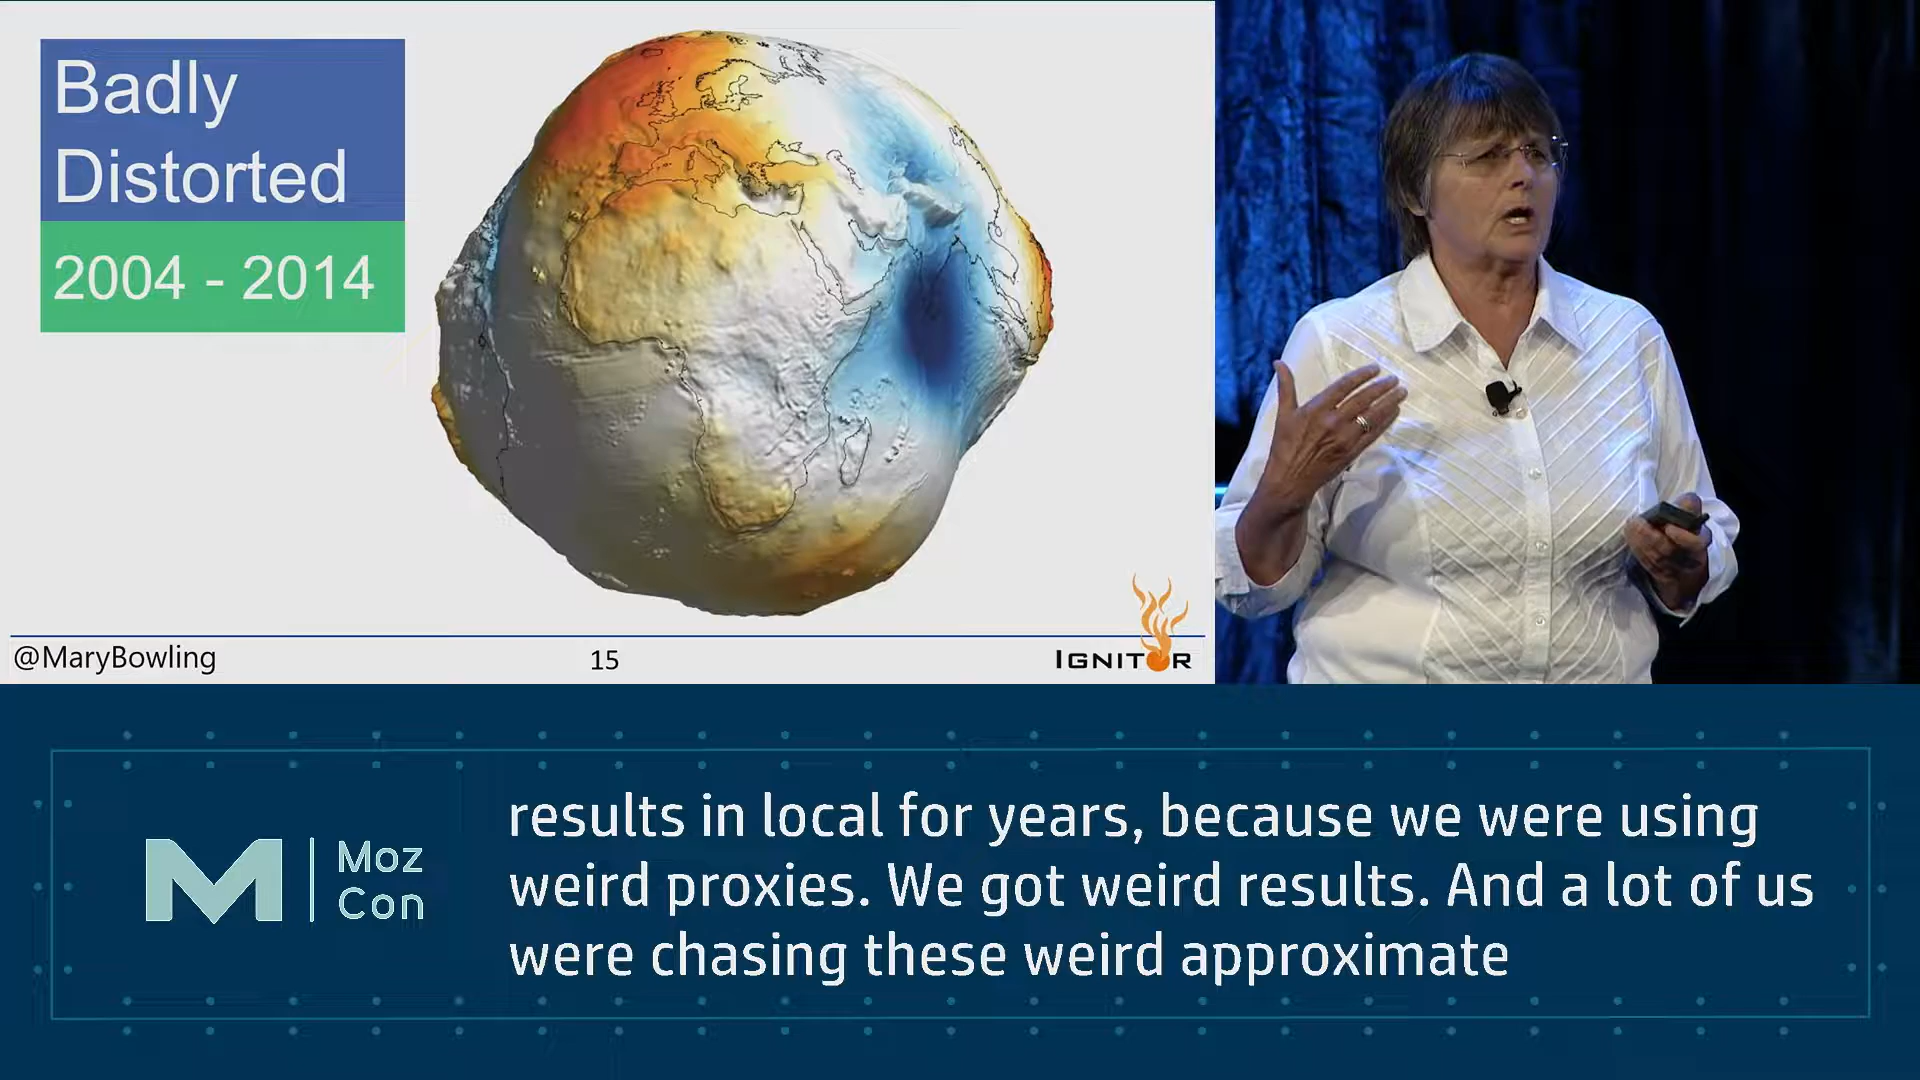 Badly
Distorted
2004 - 2014
@MaryBowling
15
IGNITOR
Moz
Con
results in local for years, because we were using
weird proxies. We got weird results. And a lot of us
were chasing these weird approximate